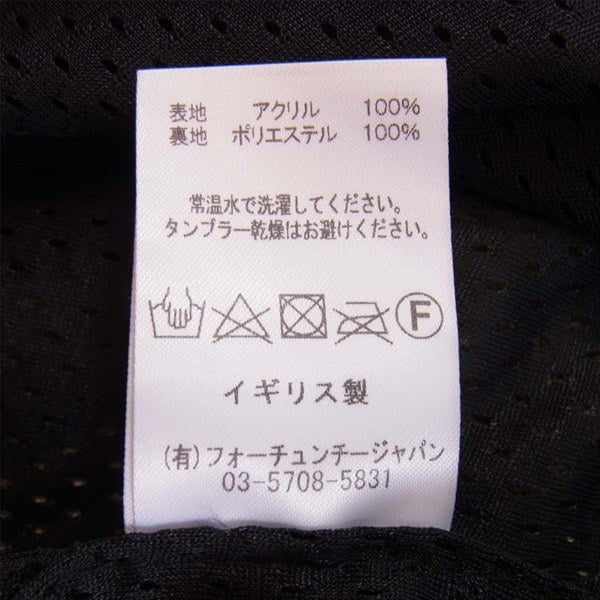 表地 アクリル 100%
裏地 ポリエステル 100%
常温水で洗濯してください。
タンブラー乾燥はお避けください。
F
イギリス製
(有)フォーチュンチージャパン
03-5708-5831